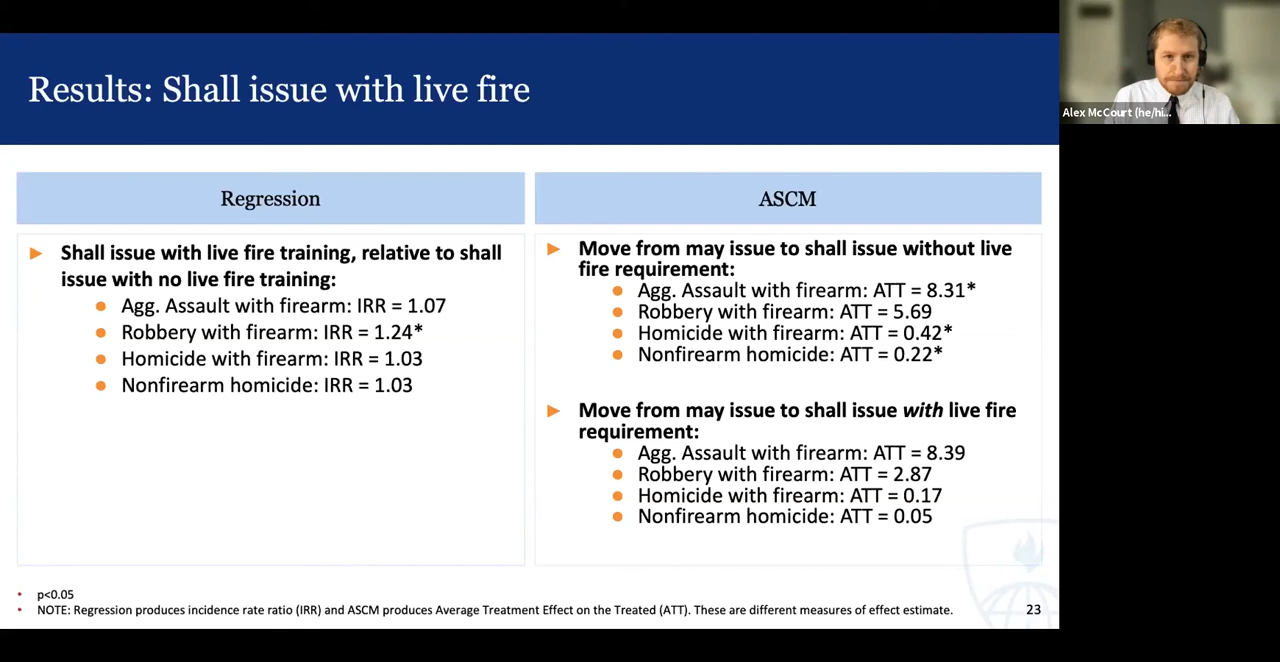 Results: Shall issue with live fire
Alex McCourt (he/hi...
Regression
Shall issue with live fire training, relative to shall
issue with no live fire training:
Agg. Assault with firearm: IRR = 1.07
Robbery with firearm: IRR = 1.24*
Homicide with firearm: IRR = 1.03
Nonfirearm homicide: IRR = 1.03
ASCM
Move from may issue to shall issue without live
fire requirement:
Agg. Assault with firearm: ATT = 8.31*
Robbery with firearm: ATT = 5.69
Homicide with firearm: ATT = 0.42*
Nonfirearm homicide: ATT = 0.22*
Move from may issue to shall issue with live fire
requirement:
Agg. Assault with firearm: ATT = 8.39
Robbery with firearm: ATT = 2.87
Homicide with firearm: ATT = 0.17
Nonfirearm homicide: ATT = 0.05
p<0.05
NOTE: Regression produces incidence rate ratio (IRR) and ASCM produces Average Treatment Effect on the Treated (ATT). These are different measures of effect estimate.
23